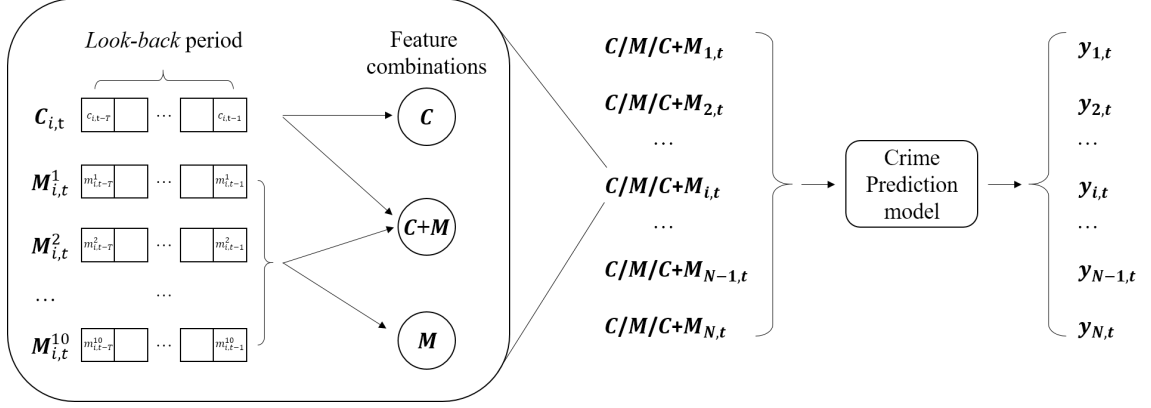 Look-back period
Feature combinations
C_{i,t}
c_{i,t−T} ... c_{i,t−1}
M^1_{i,t}
m^1_{i,t−T} ... m^1_{i,t−1}
M^2_{i,t}
m^2_{i,t−T} ... m^2_{i,t−1}
... ...
M^{10}_{i,t}
m^{10}_{i,t−T} ... m^{10}_{i,t−1}
C
C+M
M
C/M/C+M_{1,t}
C/M/C+M_{2,t}
...
C/M/C+M_{i,t}
...
C/M/C+M_{N−1,t}
C/M/C+M_{N,t}
Crime
Prediction
model
y_{1,t}
y_{2,t}
...
y_{i,t}
...
y_{N−1,t}
y_{N,t}